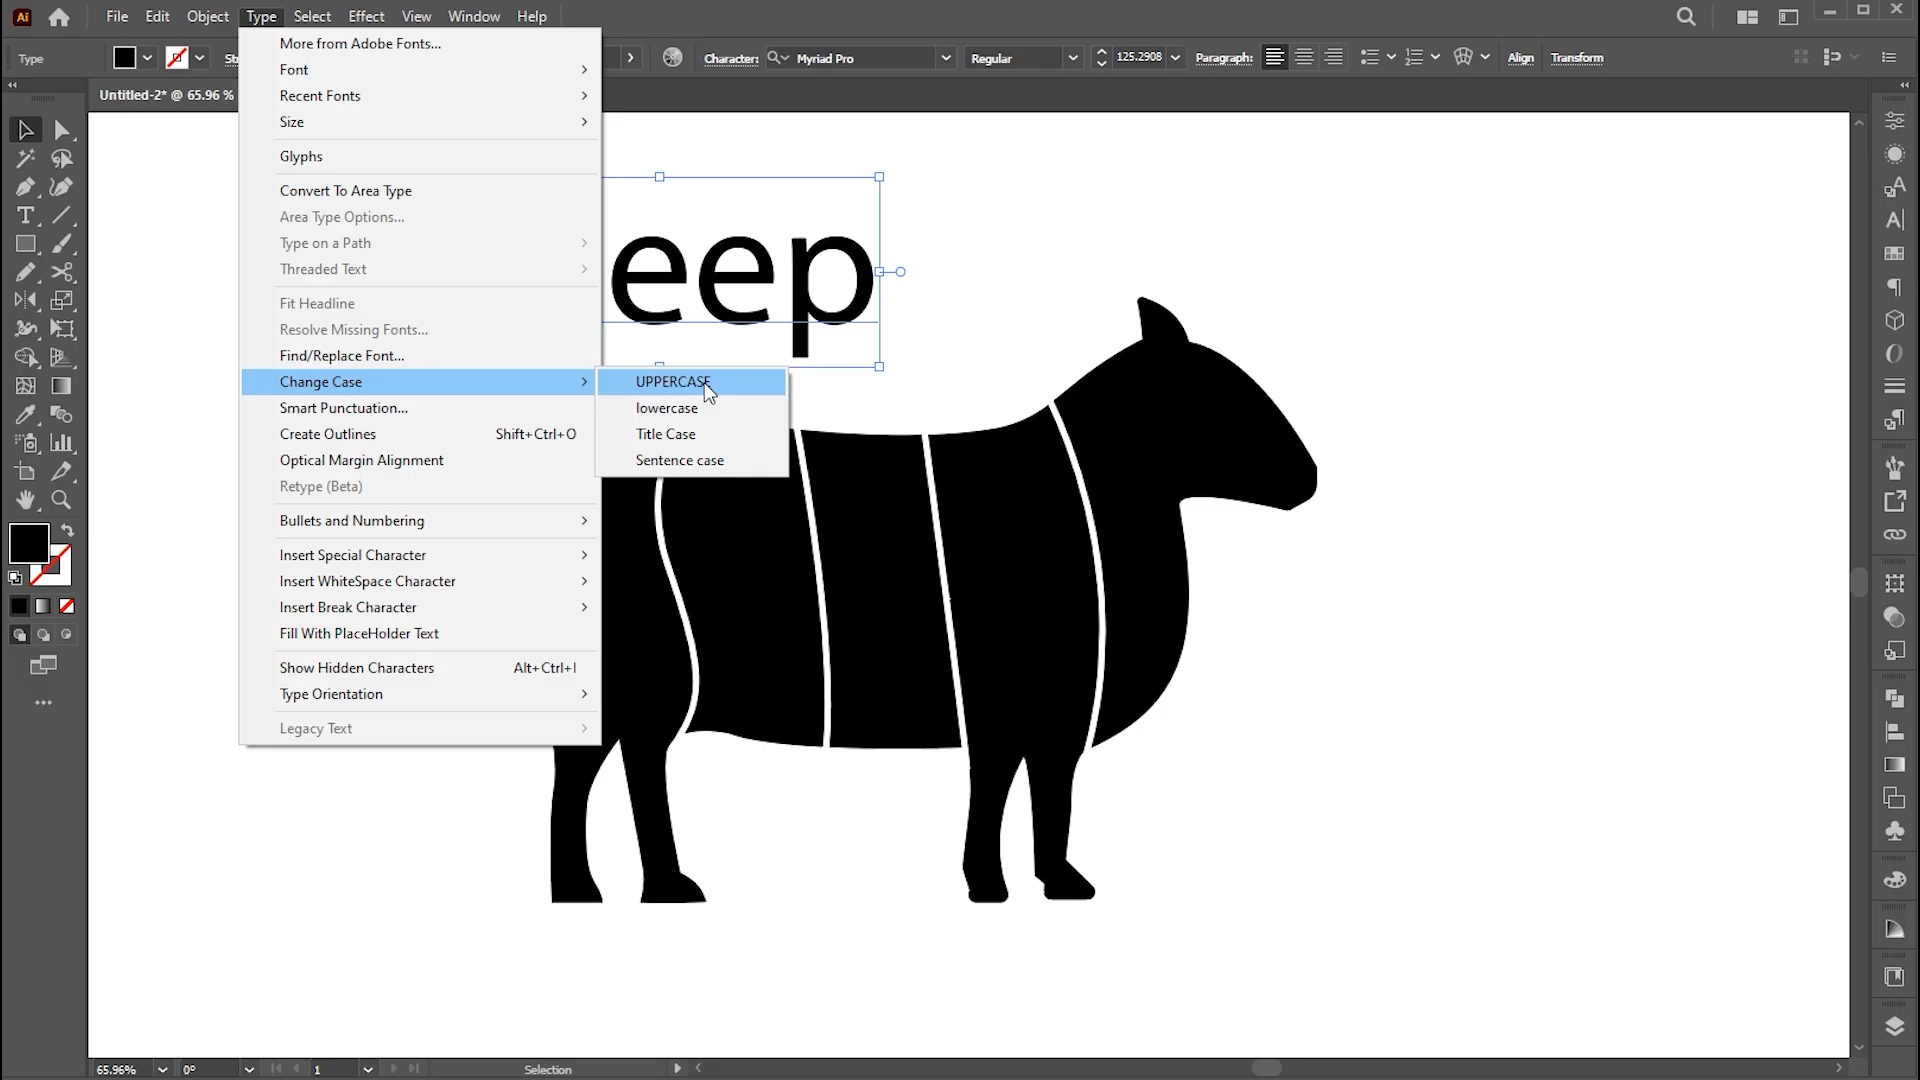 Ai File Edit Object Type Select Effect View Window Help
Type Character: Myriad Pro Regular 125.2908 Paragraph: Align Transform
Untitled-2* @ 65.96 %
More from Adobe Fonts...
Font
Recent Fonts
Size
Glyphs
Convert To Area Type
Area Type Options...
Type on a Path
Threaded Text
Fit Headline
Resolve Missing Fonts...
Find/Replace Font...
Change Case
Smart Punctuation...
Create Outlines Shift+Ctrl+O
Optical Margin Alignment
Retype (Beta)
Bullets and Numbering
Insert Special Character
Insert WhiteSpace Character
Insert Break Character
Fill With PlaceHolder Text
Show Hidden Characters Alt+Ctrl+I
Type Orientation
Legacy Text
UPPERCASE
lowercase
Title Case
Sentence case
eep
65.96% 0° 1 Selection